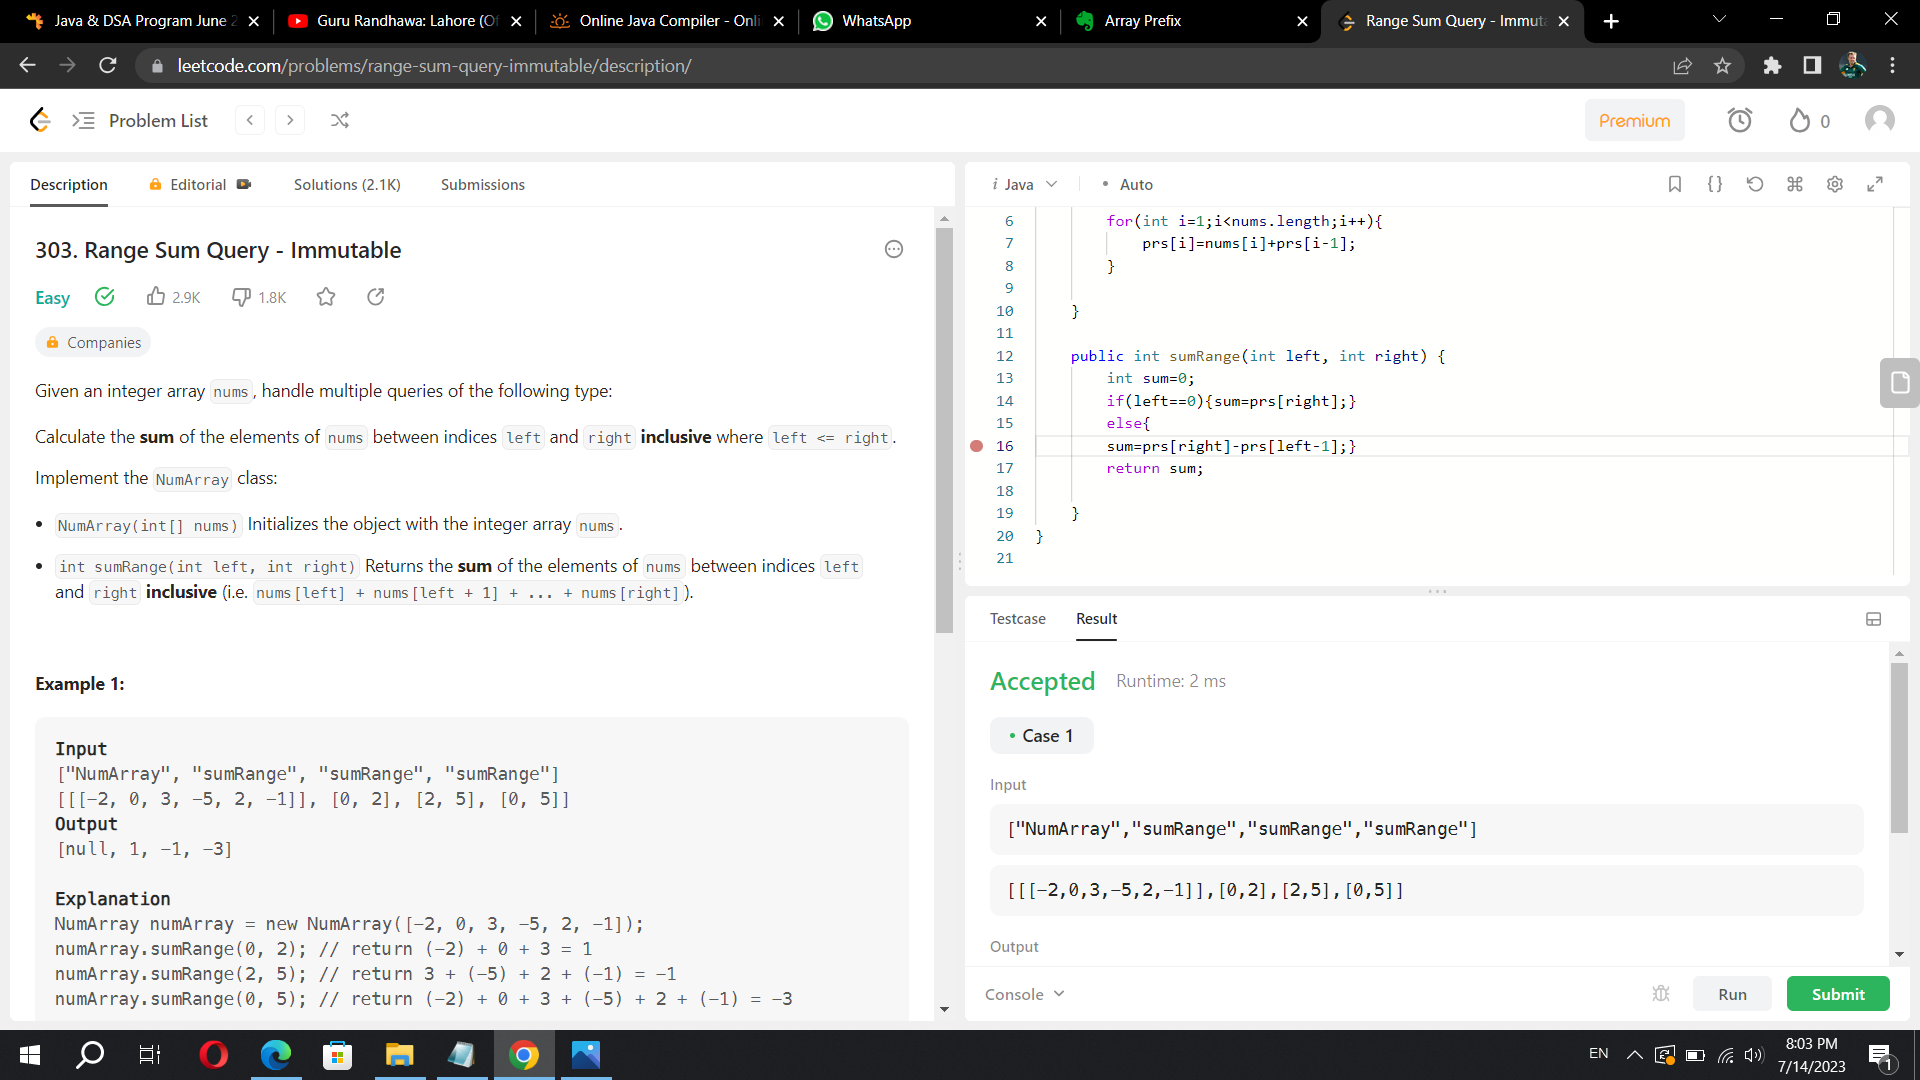 Java & DSA Program June 2
Guru Randhawa: Lahore (Of
Online Java Compiler - Onli
WhatsApp
Array Prefix
Range Sum Query - Immuta
leetcode.com/problems/range-sum-query-immutable/description/
Problem List
Premium
0
Description
Editorial
Solutions (2.1K)
Submissions
303. Range Sum Query - Immutable
Easy
2.9K
1.8K
Companies
Given an integer array nums, handle multiple queries of the following type:
Calculate the sum of the elements of nums between indices left and right inclusive where left <= right.
Implement the NumArray class:
• NumArray(int[] nums) Initializes the object with the integer array nums.
• int sumRange(int left, int right) Returns the sum of the elements of nums between indices left
and right inclusive (i.e. nums[left] + nums[left + 1] + ... + nums[right]).
Example 1:
Input
["NumArray", "sumRange", "sumRange", "sumRange"]
[[[-2, 0, 3, -5, 2, -1]], [0, 2], [2, 5], [0, 5]]
Output
[null, 1, -1, -3]
Explanation
NumArray numArray = new NumArray([-2, 0, 3, -5, 2, -1]);
numArray.sumRange(0, 2); // return (-2) + 0 + 3 = 1
numArray.sumRange(2, 5); // return 3 + (-5) + 2 + (-1) = -1
numArray.sumRange(0, 5); // return (-2) + 0 + 3 + (-5) + 2 + (-1) = -3
i Java
• Auto
6 for(int i=1;i<nums.length;i++){
7 prs[i]=nums[i]+prs[i-1];
8 }
9
10 }
11
12 public int sumRange(int left, int right) {
13 int sum=0;
14 if(left==0){sum=prs[right];}
15 else{
16 sum=prs[right]-prs[left-1];}
17 return sum;
18
19 }
20 }
21
Testcase
Result
Accepted
Runtime: 2 ms
• Case 1
Input
["NumArray","sumRange","sumRange","sumRange"]
[[[-2,0,3,-5,2,-1]],[0,2],[2,5],[0,5]]
Output
Console
Run
Submit
EN
8:03 PM
7/14/2023
1